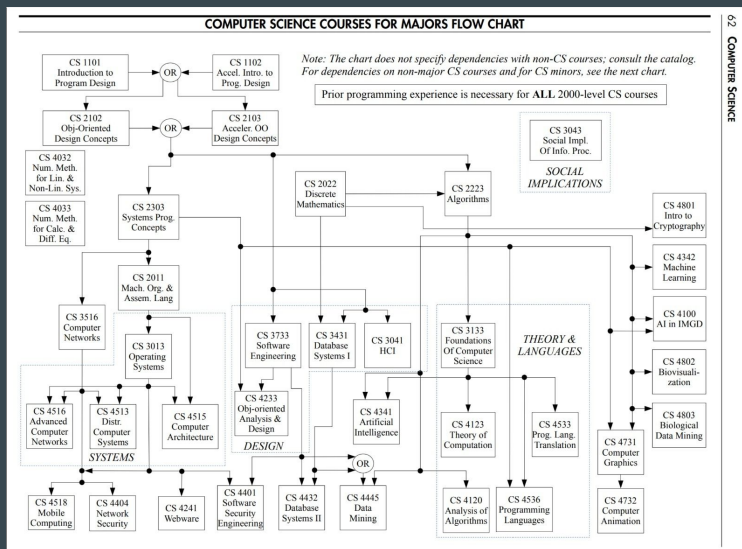 COMPUTER SCIENCE COURSES FOR MAJORS FLOW CHART
62 COMPUTER SCIENCE
CS 1101
Introduction to
Program Design
OR
CS 1102
Accel. Intro. to
Prog. Design
Note: The chart does not specify dependencies with non-CS courses; consult the catalog.
For dependencies on non-major CS courses and for CS minors, see the next chart.
Prior programming experience is necessary for ALL 2000-level CS courses
CS 2102
Obj-Oriented
Design Concepts
OR
CS 2103
Acceler. OO
Design Concepts
CS 3043
Social Impl.
Of Info. Proc.
SOCIAL
IMPLICATIONS
CS 4032
Num. Meth.
for Lin. &
Non-Lin. Sys.
CS 4033
Num. Meth.
for Calc. &
Diff. Eq.
CS 2303
Systems Prog.
Concepts
CS 2022
Discrete
Mathematics
CS 2223
Algorithms
CS 4801
Intro to
Cryptography
CS 2011
Mach. Org. &
Assem. Lang
CS 4342
Machine
Learning
CS 3516
Computer
Networks
CS 3013
Operating
Systems
CS 3733
Software
Engineering
CS 3431
Database
Systems I
CS 3041
HCI
CS 3133
Foundations
Of Computer
Science
THEORY &
LANGUAGES
CS 4100
AI in IMGD
CS 4802
Biovisuali-
zation
CS 4516
Advanced
Computer
Networks
CS 4513
Distr.
Computer
Systems
CS 4515
Computer
Architecture
SYSTEMS
CS 4233
Obj-oriented
Analysis &
Design
DESIGN
CS 4341
Artificial
Intelligence
CS 4123
Theory of
Computation
CS 4533
Prog. Lang.
Translation
CS 4803
Biological
Data Mining
CS 4731
Computer
Graphics
OR
CS 4518
Mobile
Computing
CS 4404
Network
Security
CS 4241
Webware
CS 4401
Software
Security
Engineering
CS 4432
Database
Systems II
CS 4445
Data
Mining
CS 4120
Analysis of
Algorithms
CS 4536
Programming
Languages
CS 4732
Computer
Animation